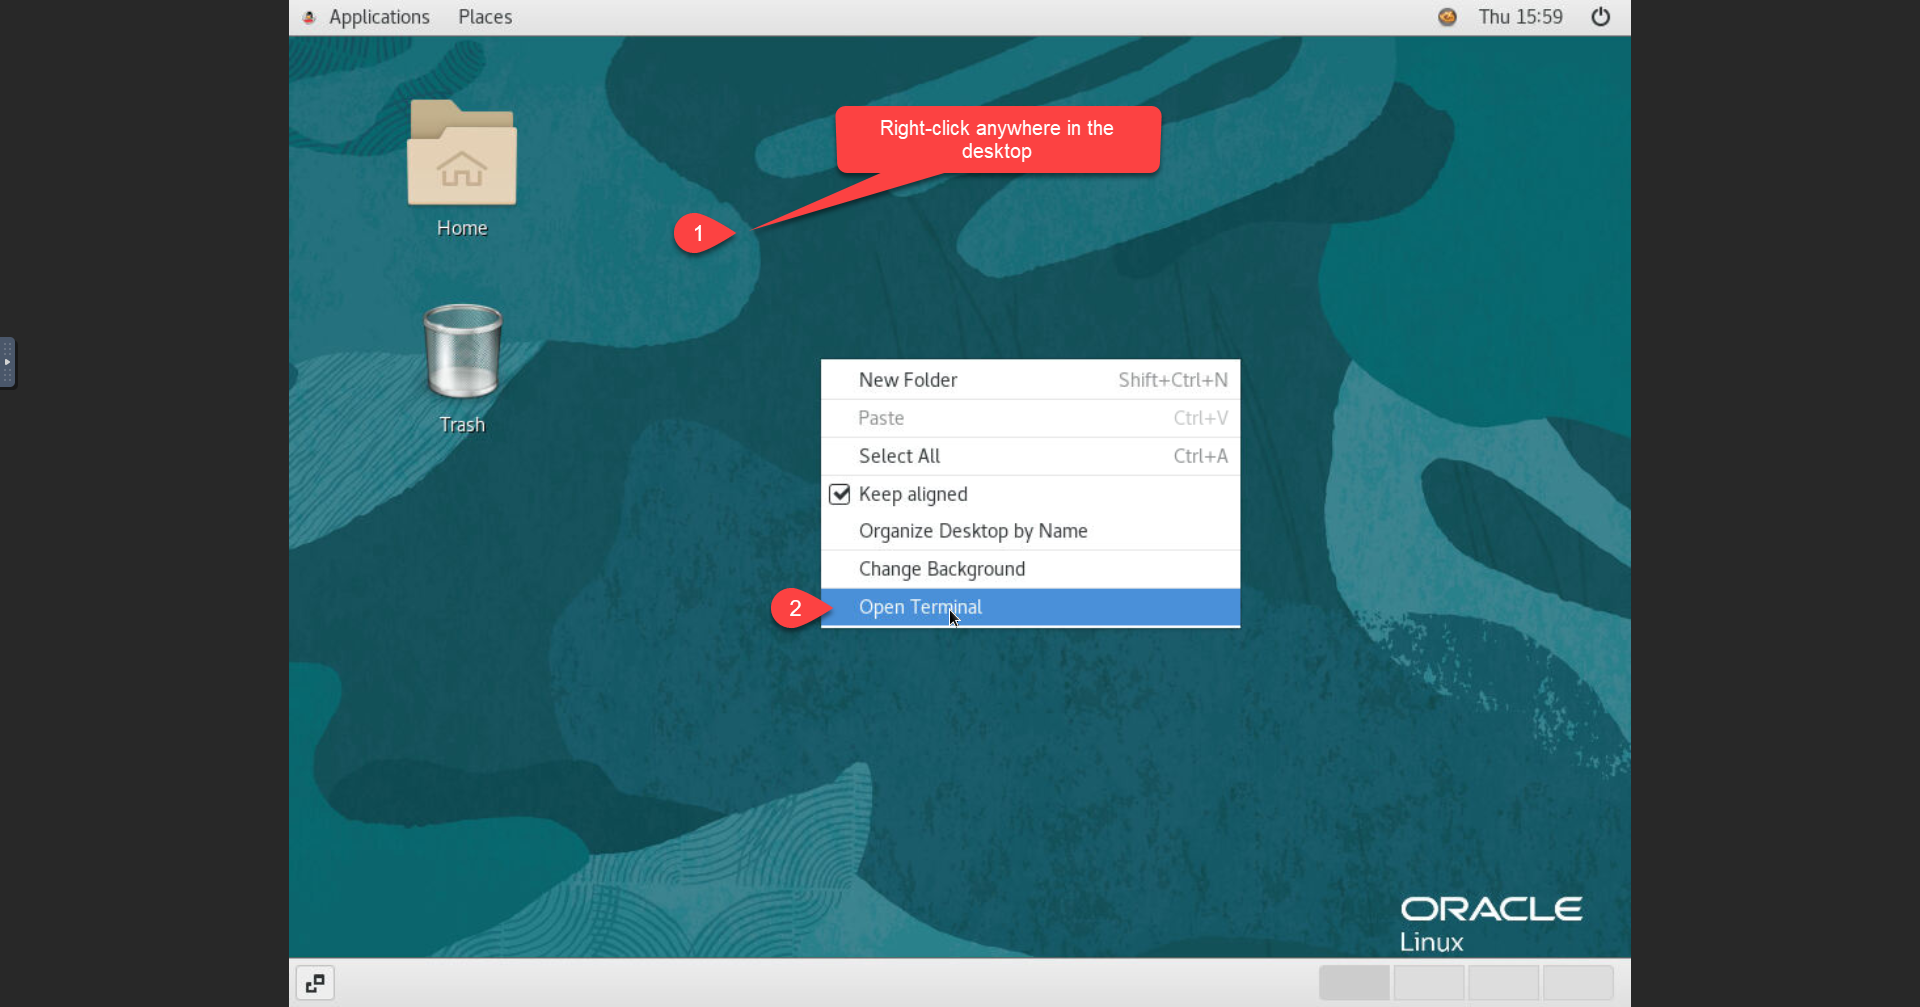 Applications Places Thu 15:59
Right-click anywhere in the
desktop
1
Home
Trash
New Folder Shift+Ctrl+N
Paste Ctrl+V
Select All Ctrl+A
Keep aligned
Organize Desktop by Name
Change Background
2 Open Terminal
ORACLE
Linux